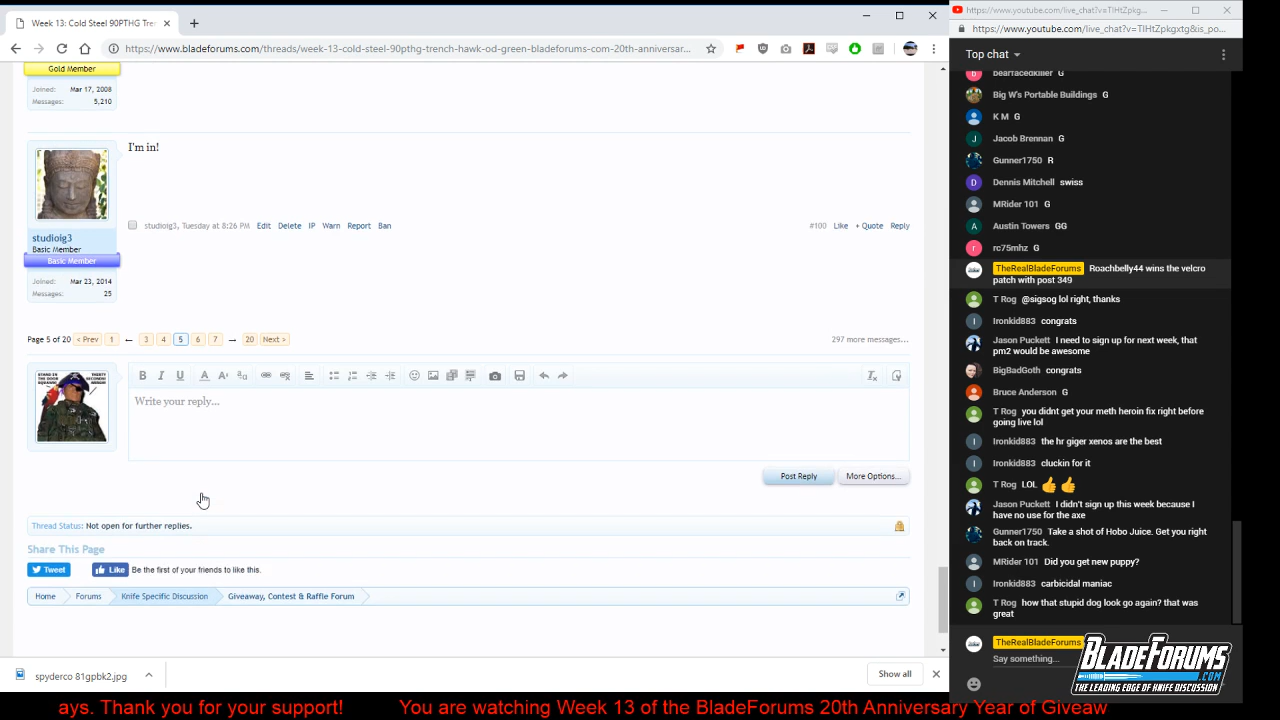 Week 13: Cold Steel 90PTHG Tren
https://www.bladeforums.com/threads/week-13-cold-steel-90pthg-trench-hawk-od-green-bladeforums-com-20th-anniversar...
Gold Member
Joined: Mar 17, 2008
Messages: 5,210
I'm in!
studioig3
Basic Member
Basic Member
Joined: Mar 23, 2014
Messages: 25
studioig3, Tuesday at 8:26 PM Edit Delete IP Warn Report Ban
#100 Like + Quote Reply
Page 5 of 20 < Prev 1 ← 3 4 5 6 7 → 20 Next >
297 more messages...
Write your reply...
Post Reply More Options...
Thread Status: Not open for further replies.
Share This Page
Tweet Like Be the first of your friends to like this.
Home Forums Knife Specific Discussion Giveaway, Contest & Raffle Forum
spyderco 81gpbk2.jpg
Show all
https://www.youtube.com/live_chat?v=TIHtZpkg...
https://www.youtube.com/live_chat?v=TIHtZpkgxtg&is_po...
Top chat
bearfacedkiller G
Big W's Portable Buildings G
K M G
Jacob Brennan G
Gunner1750 R
Dennis Mitchell swiss
MRider 101 G
Austin Towers GG
rc75mhz G
TheRealBladeForums Roachbelly44 wins the velcro
patch with post 349
T Rog @sigsog lol right, thanks
Ironkid883 congrats
Jason Puckett I need to sign up for next week, that
pm2 would be awesome
BigBadGoth congrats
Bruce Anderson G
T Rog you didnt get your meth heroin fix right before
going live lol
Ironkid883 the hr giger xenos are the best
Ironkid883 cluckin for it
T Rog LOL 👍 👍
Jason Puckett I didn't sign up this week because I
have no use for the axe
Gunner1750 Take a shot of Hobo Juice. Get you right
back on track.
MRider 101 Did you get new puppy?
Ironkid883 carbicidal maniac
T Rog how that stupid dog look go again? that was
great
TheRealBladeForums
Say something...
BLADEFORUMS
.COM
THE LEADING EDGE OF KNIFE DISCUSSION
ays. Thank you for your support! You are watching Week 13 of the BladeForums 20th Anniversary Year of Giveaw